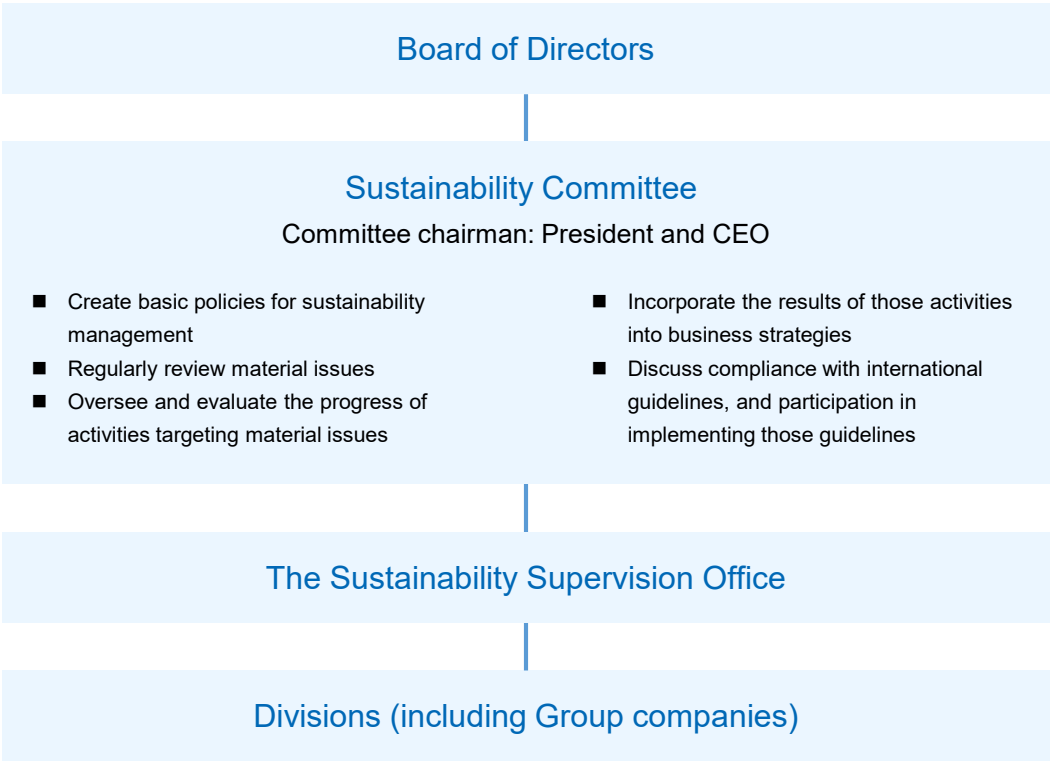 Board of Directors
Sustainability Committee
Committee chairman: President and CEO
■ Create basic policies for sustainability
management
■ Regularly review material issues
■ Oversee and evaluate the progress of
activities targeting material issues
■ Incorporate the results of those activities
into business strategies
■ Discuss compliance with international
guidelines, and participation in
implementing those guidelines
The Sustainability Supervision Office
Divisions (including Group companies)